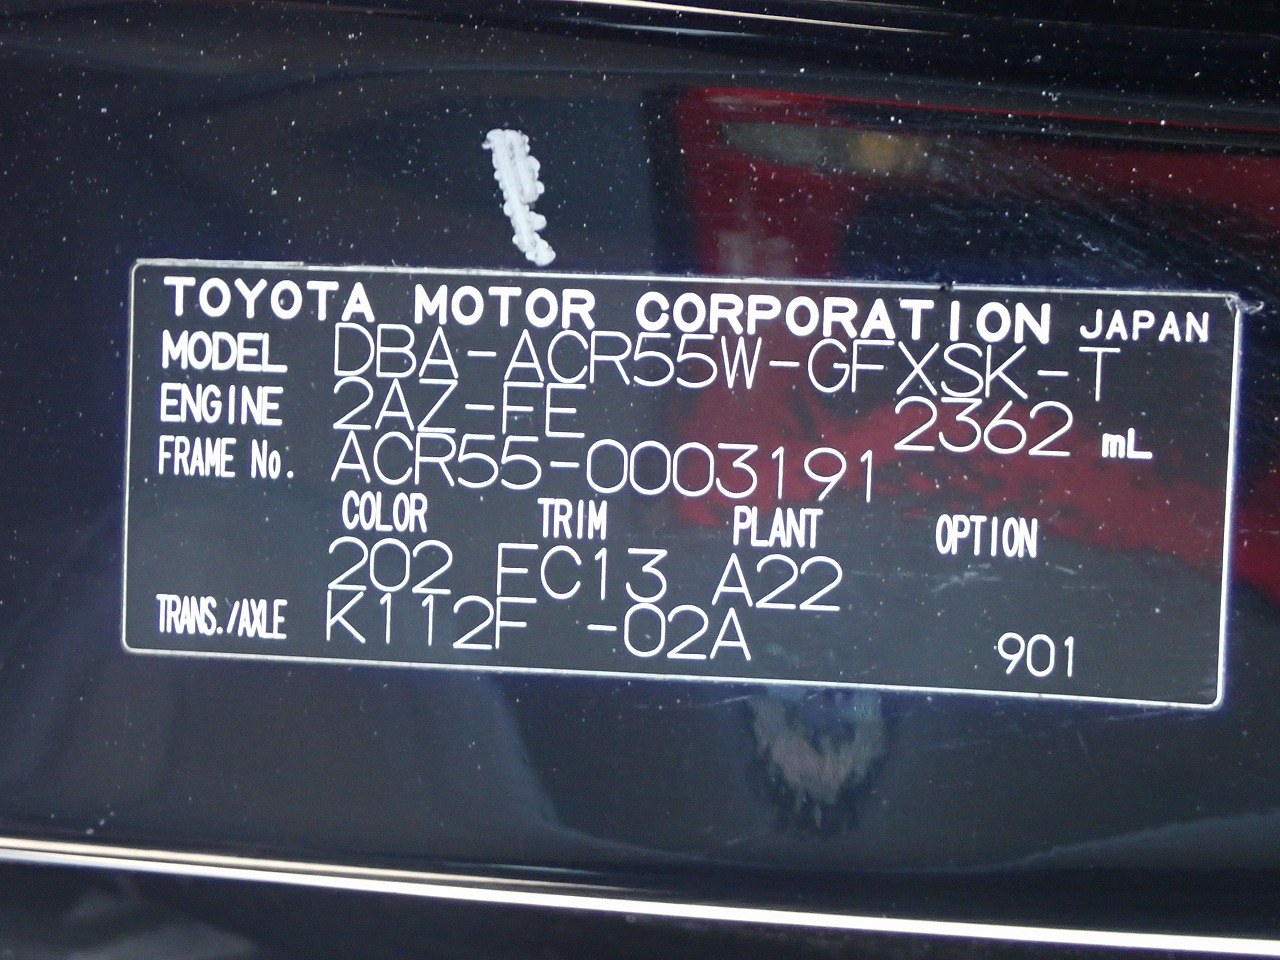 TOYOTA MOTOR CORPORATION JAPAN
MODEL DBA-ACR55W-GFXSK-T
ENGINE 2AZ-FE 2362 mL
FRAME No. ACR55-0003191
COLOR TRIM PLANT OPTION
202 FC13 A22
TRANS./AXLE K112F -02A 901